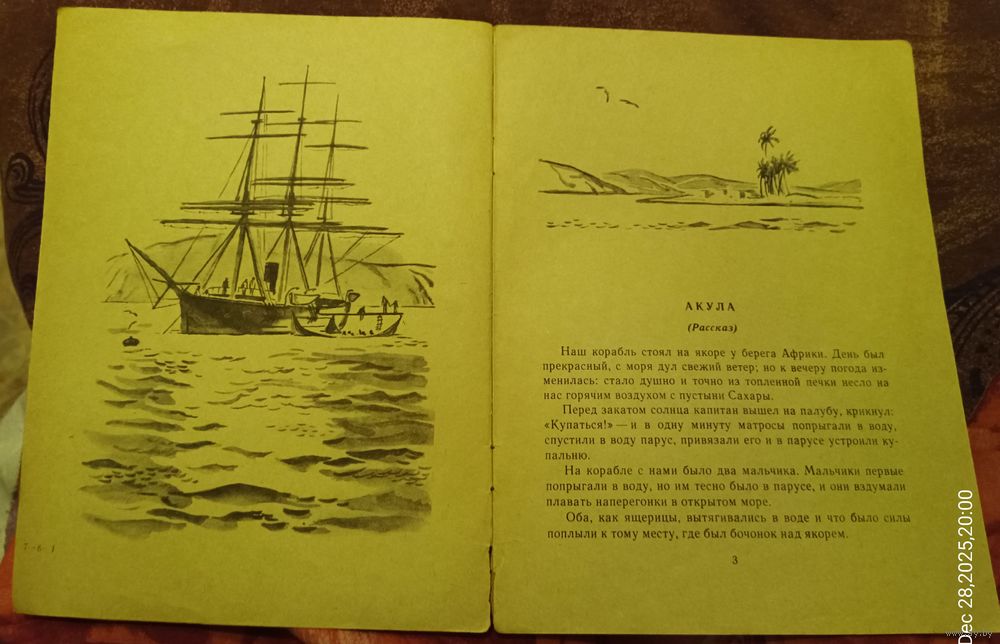 АКУЛА
(Рассказ)
Наш корабль стоял на якоре у берега Африки. День был
прекрасный, с моря дул свежий ветер; но к вечеру погода из-
менилась: стало душно и точно из топленной печки несло на
нас горячим воздухом с пустыни Сахары.
Перед закатом солнца капитан вышел на палубу, крикнул:
«Купаться!» — и в одну минуту матросы попрыгали в воду,
спустили в воду парус, привязали его и в парусе устроили ку-
пальню.
На корабле с нами было два мальчика. Мальчики первые
попрыгали в воду, но им тесно было в парусе, и они вздумали
плавать наперегонки в открытом море.
Оба, как ящерицы, вытягивались в воде и что было силы
поплыли к тому месту, где был бочонок над якорем.
3
Dec 28,2025,20:00